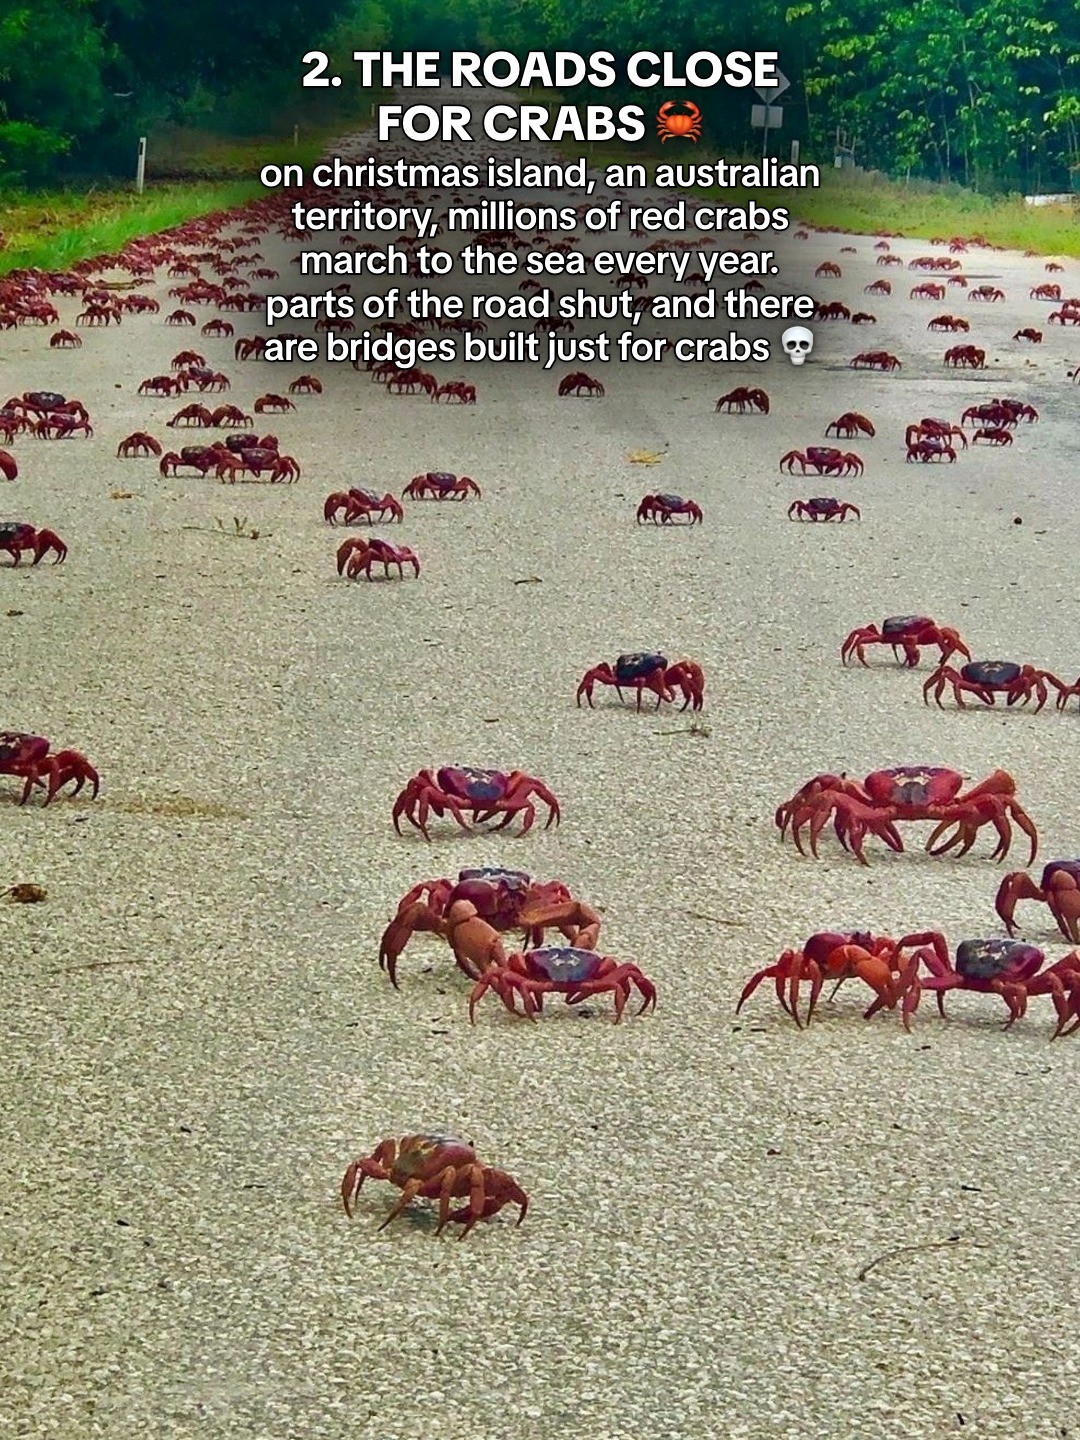 2. THE ROADS CLOSE
FOR CRABS 🦀
on christmas island, an australian
territory, millions of red crabs
march to the sea every year.
parts of the road shut, and there
are bridges built just for crabs 💀